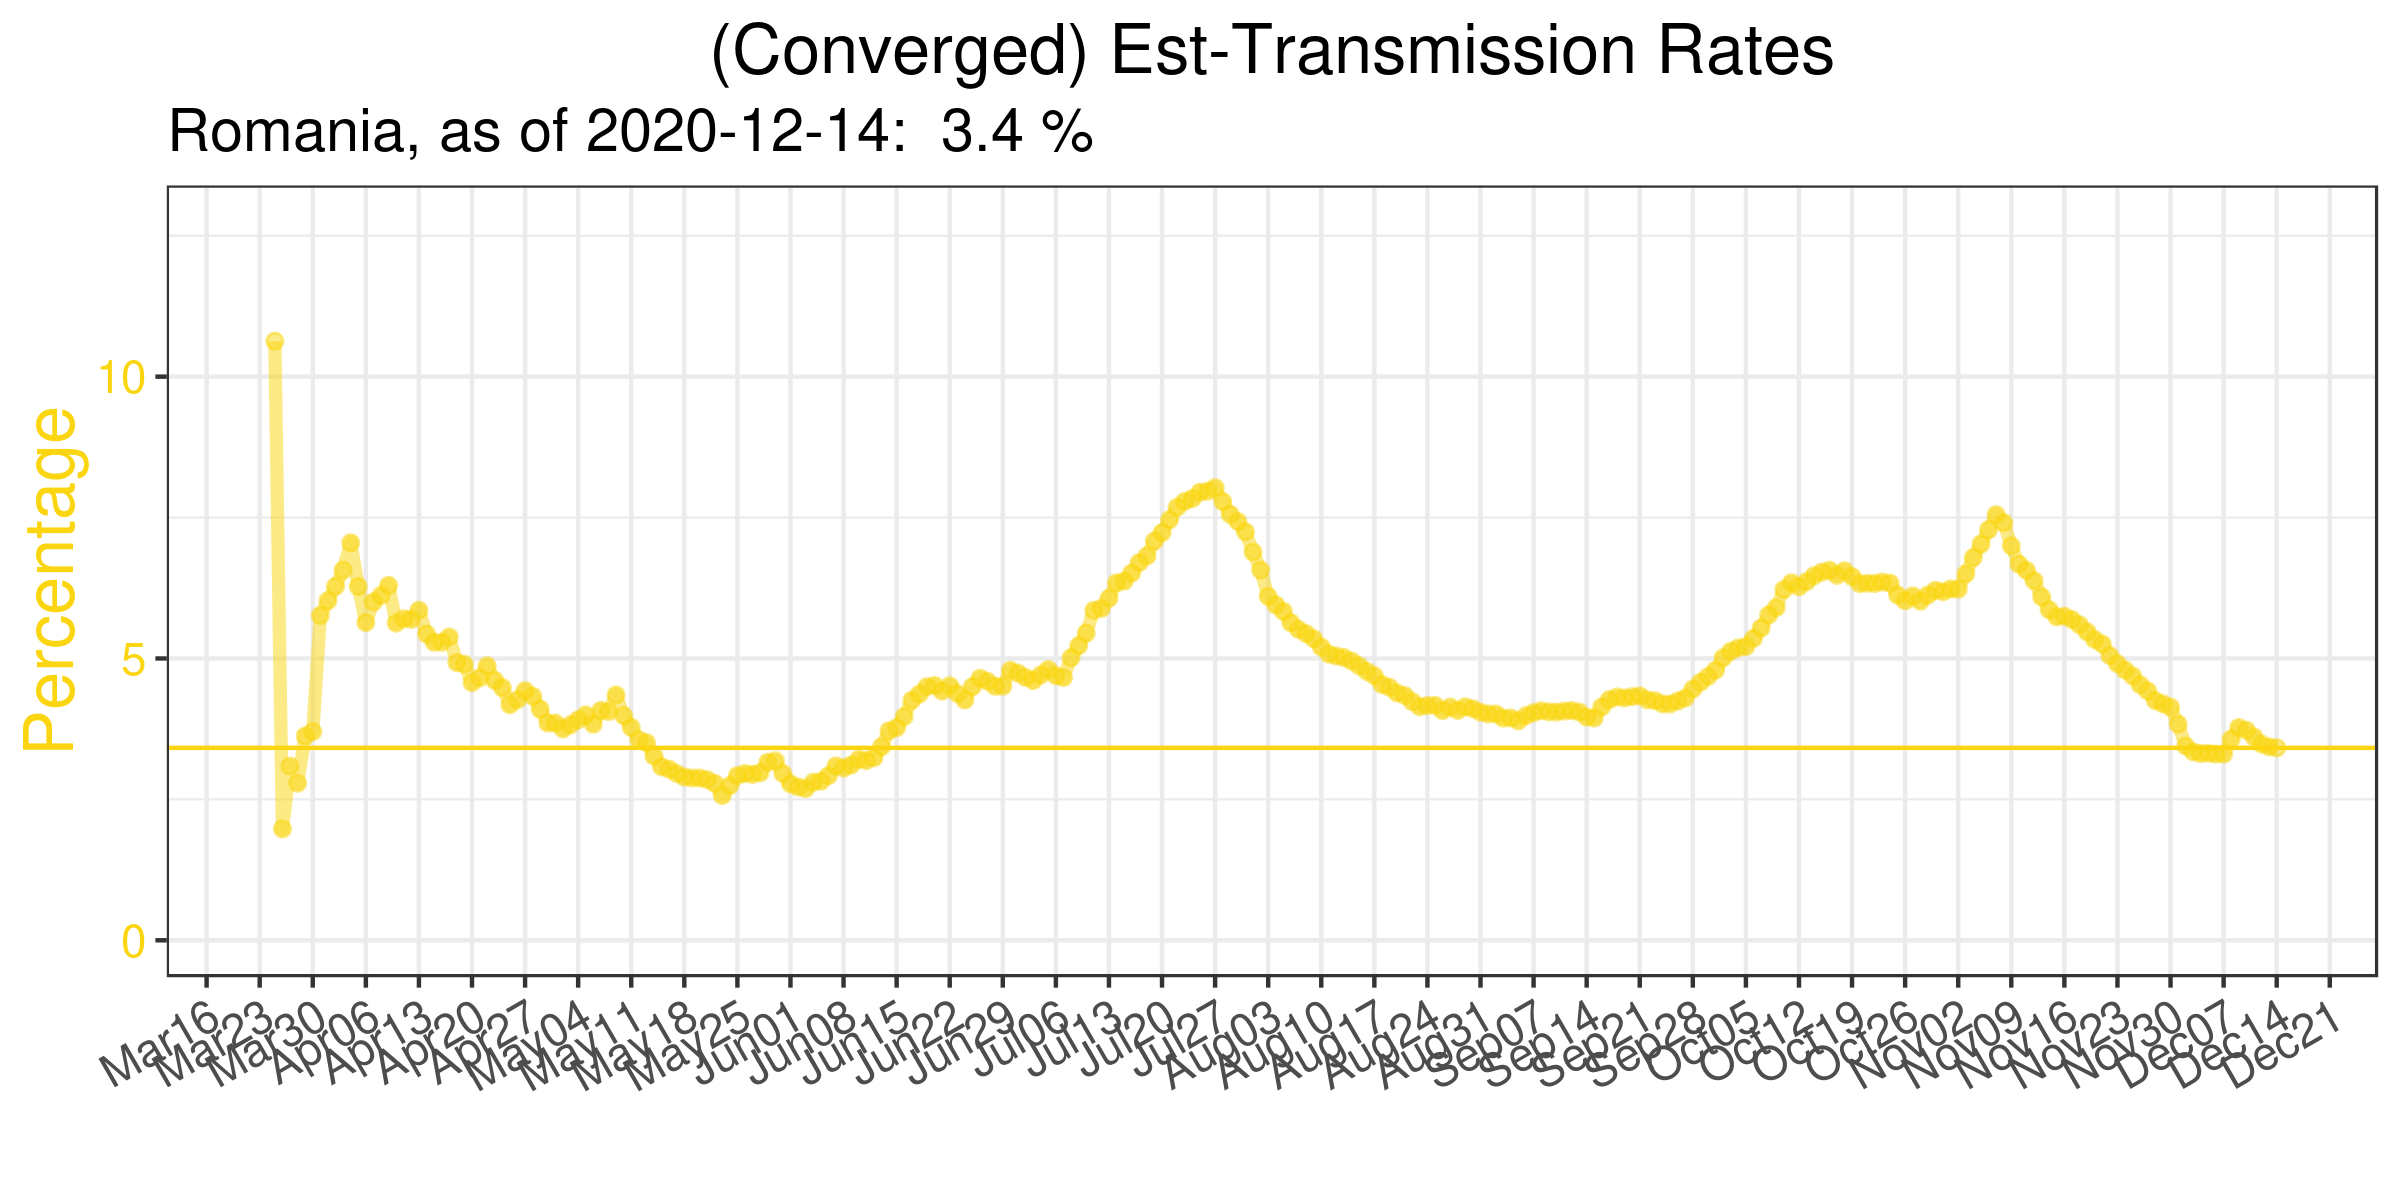 (Converged) Est-Transmission Rates
Romania, as of 2020-12-14:  3.4 %
Percentage
10
5
0
Mar16
Mar23
Mar30
Apr06
Apr13
Apr20
Apr27
May04
May11
May18
May25
Jun01
Jun08
Jun15
Jun22
Jun29
Jul06
Jul13
Jul20
Jul27
Aug03
Aug10
Aug17
Aug24
Aug31
Sep07
Sep14
Sep21
Sep28
Oct05
Oct12
Oct19
Oct26
Nov02
Nov09
Nov16
Nov23
Nov30
Dec07
Dec14
Dec21